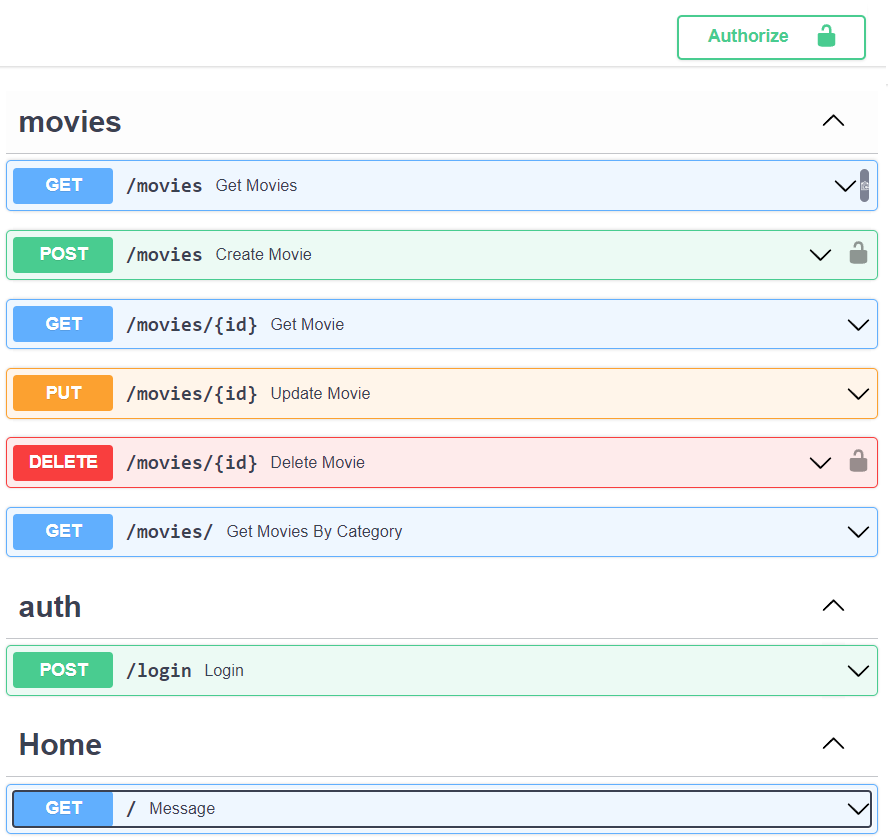 Authorize
movies
GET /movies Get Movies
POST /movies Create Movie
GET /movies/{id} Get Movie
PUT /movies/{id} Update Movie
DELETE /movies/{id} Delete Movie
GET /movies/ Get Movies By Category
auth
POST /login Login
Home
GET / Message